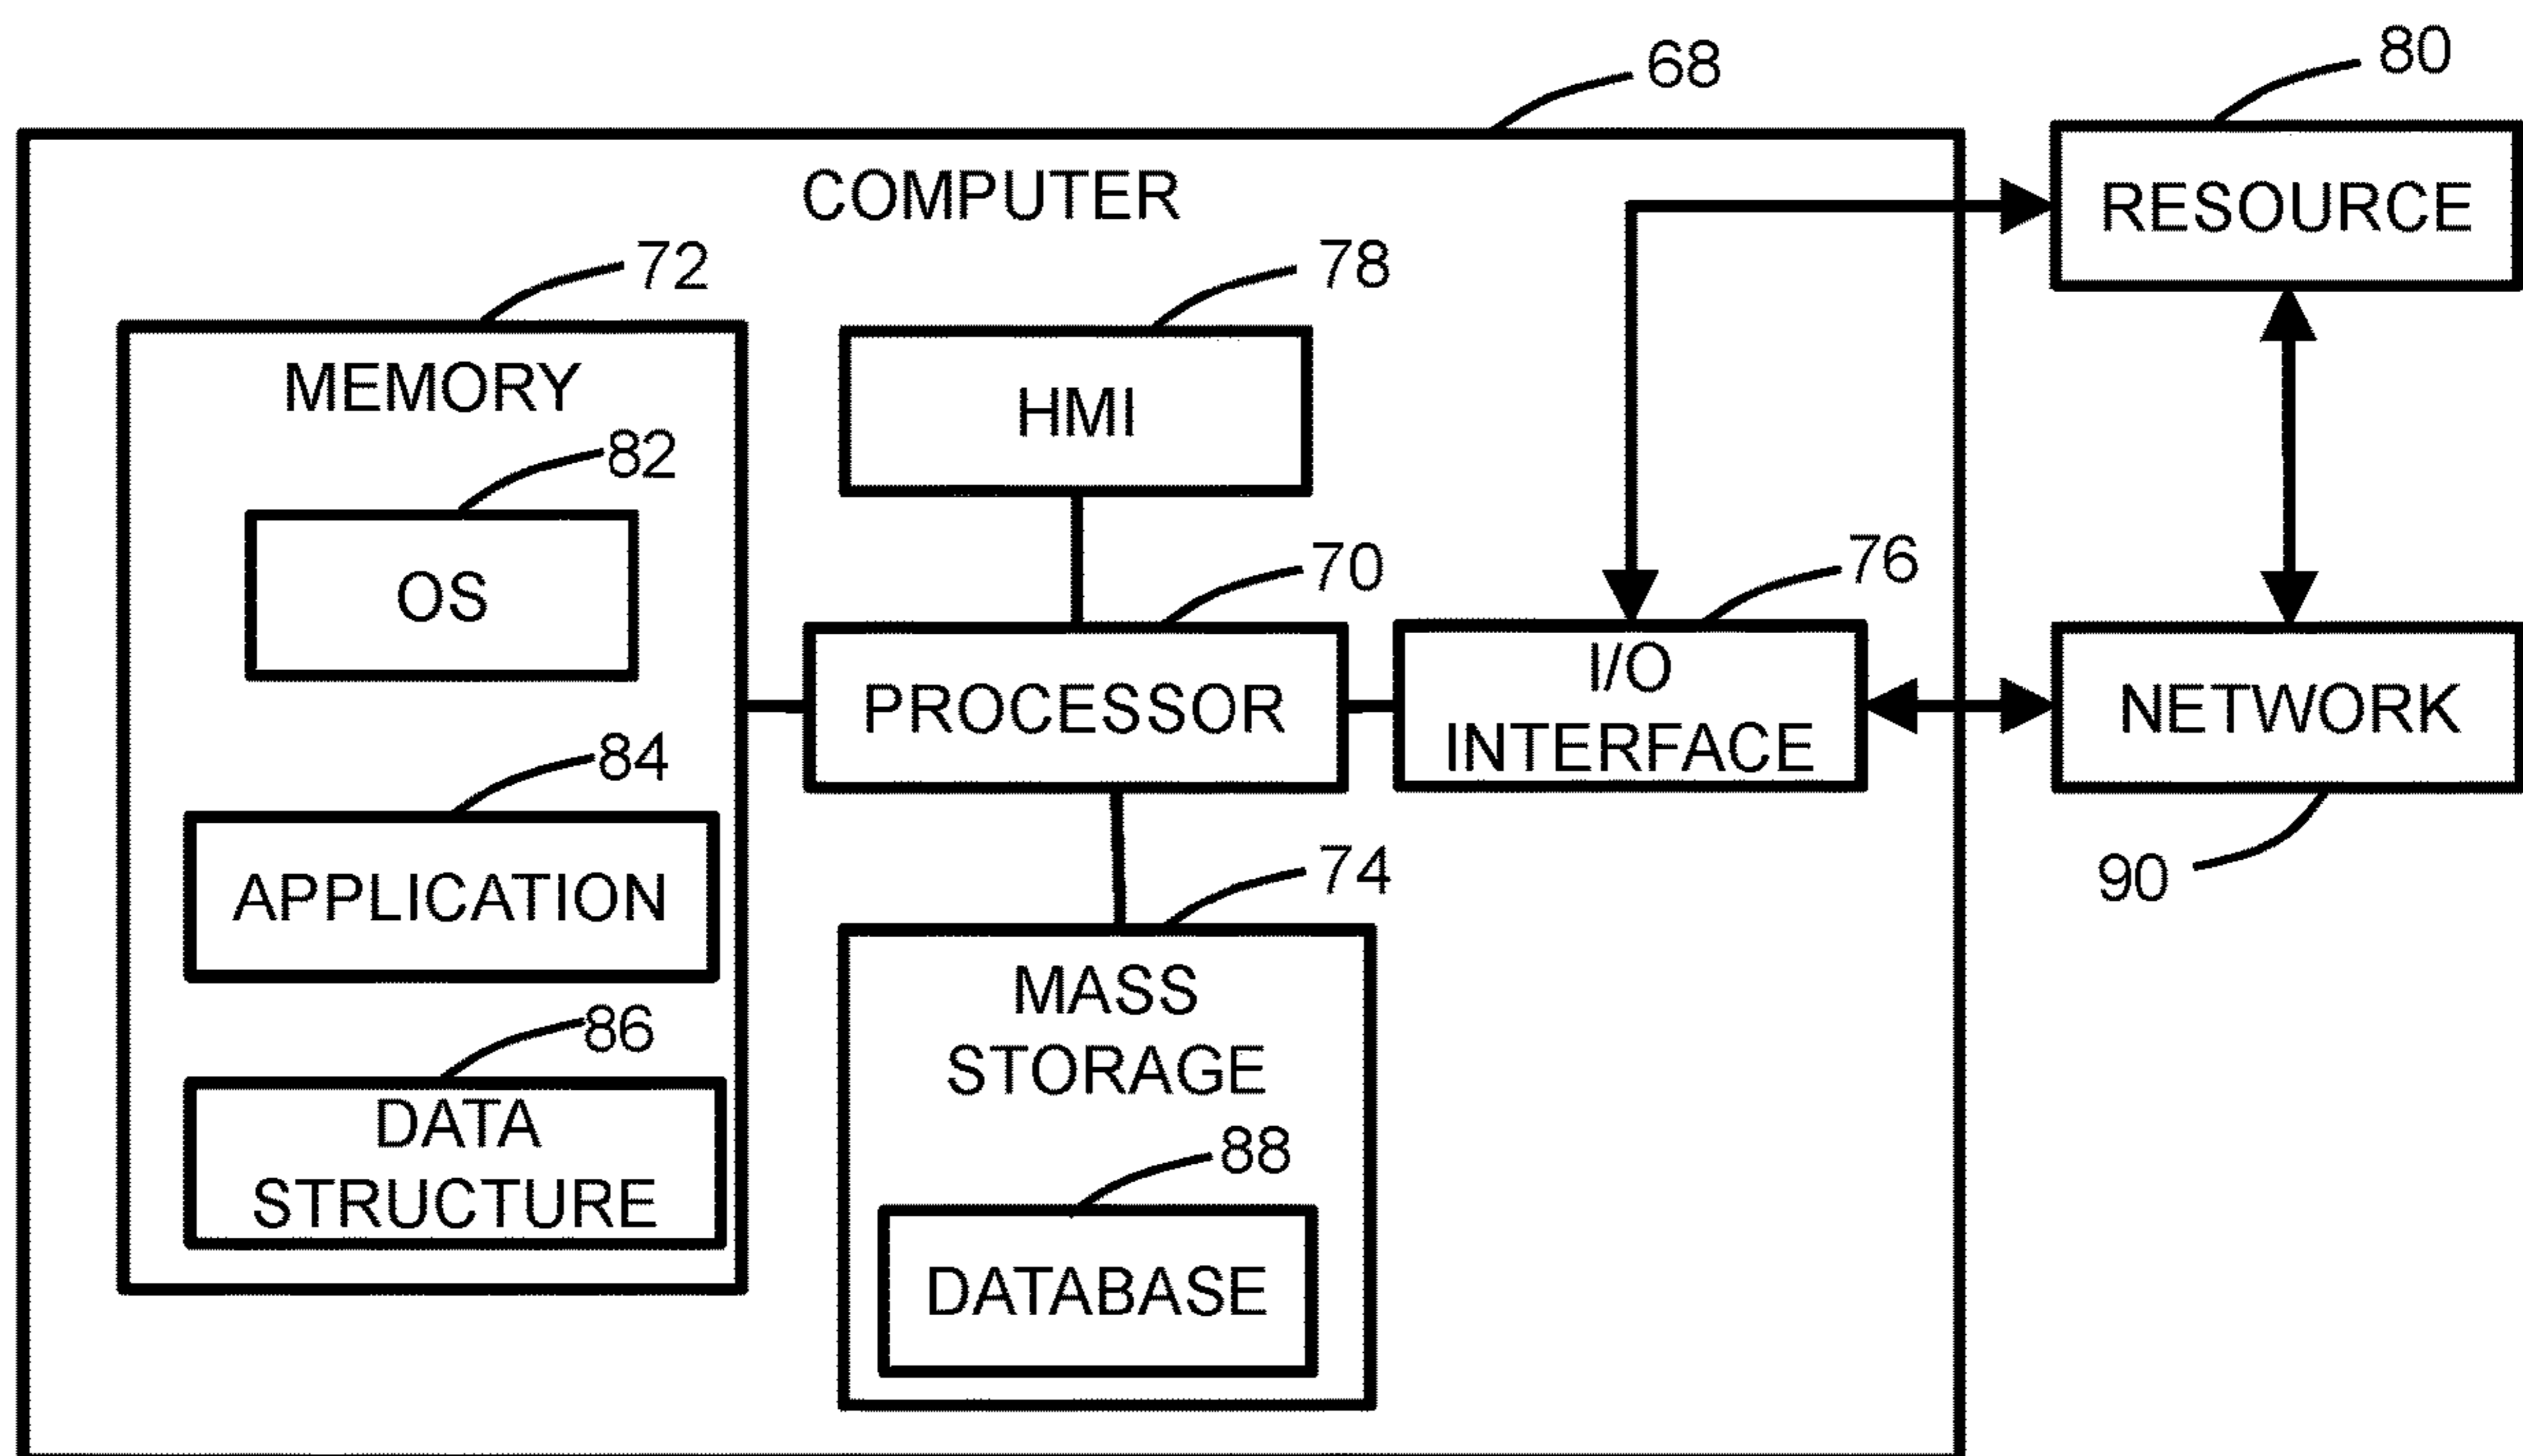 68
80
COMPUTER
RESOURCE
72
78
MEMORY
HMI
82
OS
70
76
PROCESSOR
I/O
INTERFACE
NETWORK
84
APPLICATION
74
90
MASS
STORAGE
86
DATA
STRUCTURE
88
DATABASE